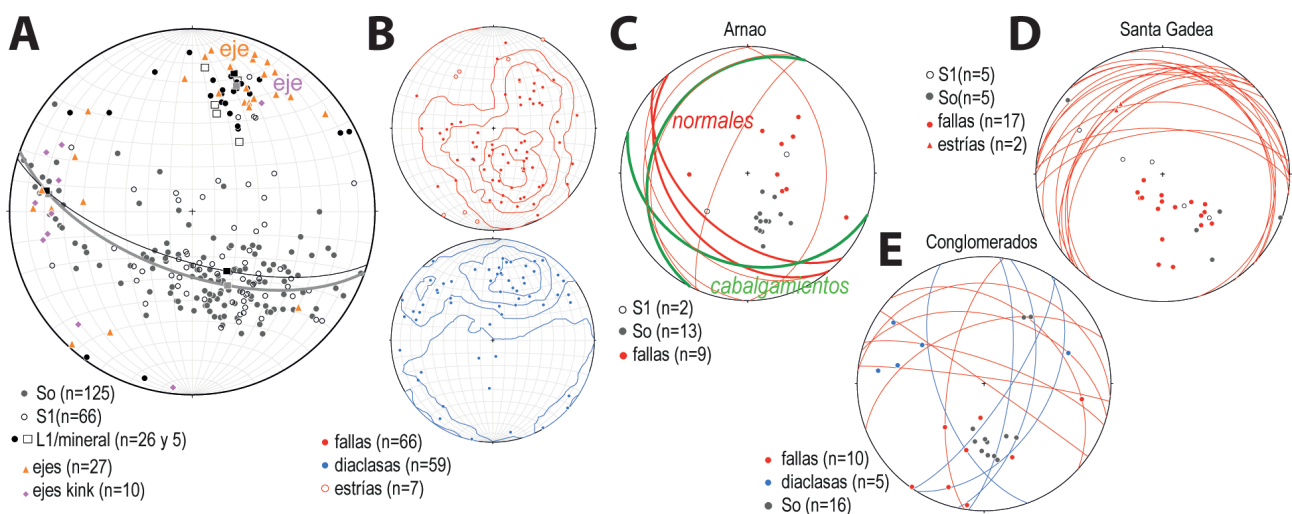 A
eje
eje
So (n=125)
S1(n=66)
L1/mineral (n=26 y 5)
ejes (n=27)
ejes kink (n=10)
B
fallas (n=66)
diaclasas (n=59)
estrías (n=7)
C
Arnao
normales
cabalgamientos
S1 (n=2)
So (n=13)
fallas (n=9)
D
Santa Gadea
S1(n=5)
So(n=5)
fallas (n=17)
estrías (n=2)
E
Conglomerados
fallas (n=10)
diaclasas (n=5)
So (n=16)